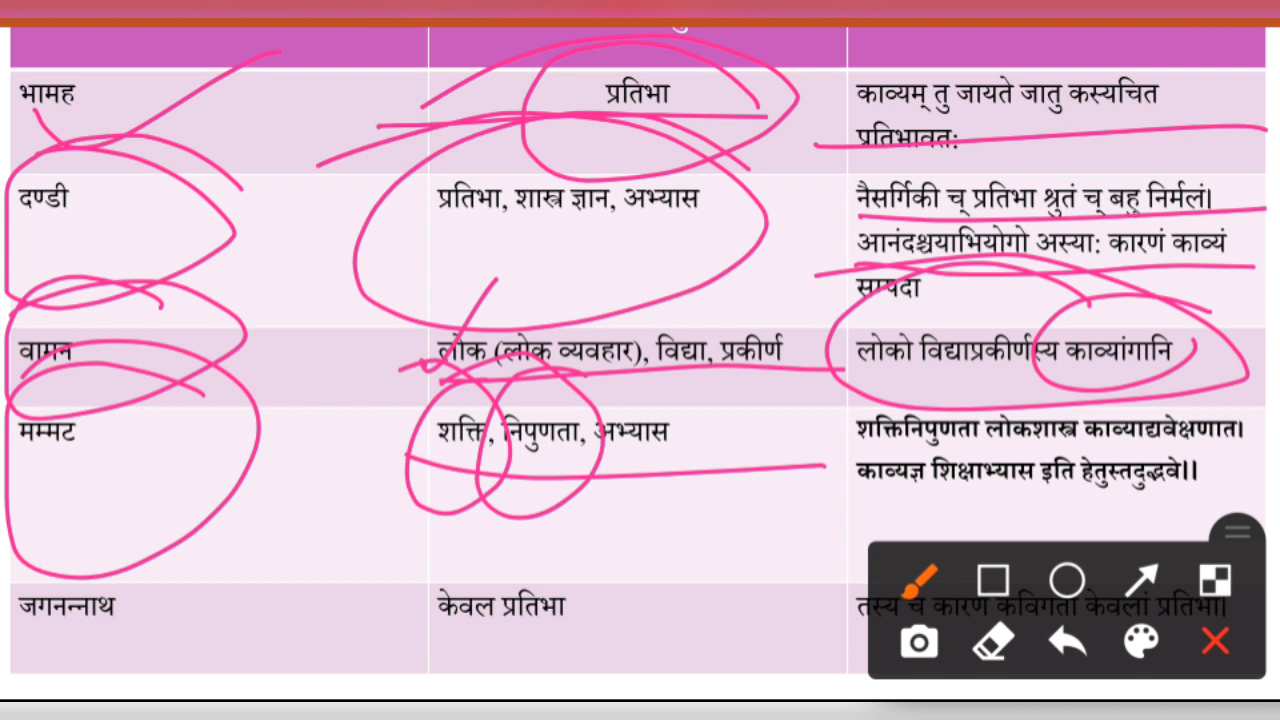 भामह
प्रतिभा
काव्यम् तु जायते जातु कस्यचित
प्रतिभावत:
दण्डी
प्रतिभा, शास्त्र ज्ञान, अभ्यास
नैसर्गिकी च् प्रतिभा श्रुतं च् बहु निर्मलं।
आनंदश्चयाभियोगो अस्या: कारणं काव्यं
सम्पदा
वामन
लोक (लोक व्यवहार), विद्या, प्रकीर्ण
लोको विद्याप्रकीर्णस्य काव्यांगानि
मम्मट
शक्ति, निपुणता, अभ्यास
शक्तिनिपुणता लोकशास्त्र काव्याद्यवेक्षणात।
काव्यज्ञ शिक्षाभ्यास इति हेतुस्तदुद्भवे।।
जगनन्नाथ
केवल प्रतिभा
तस्य च कारण कविगता केवलां प्रतिभा।